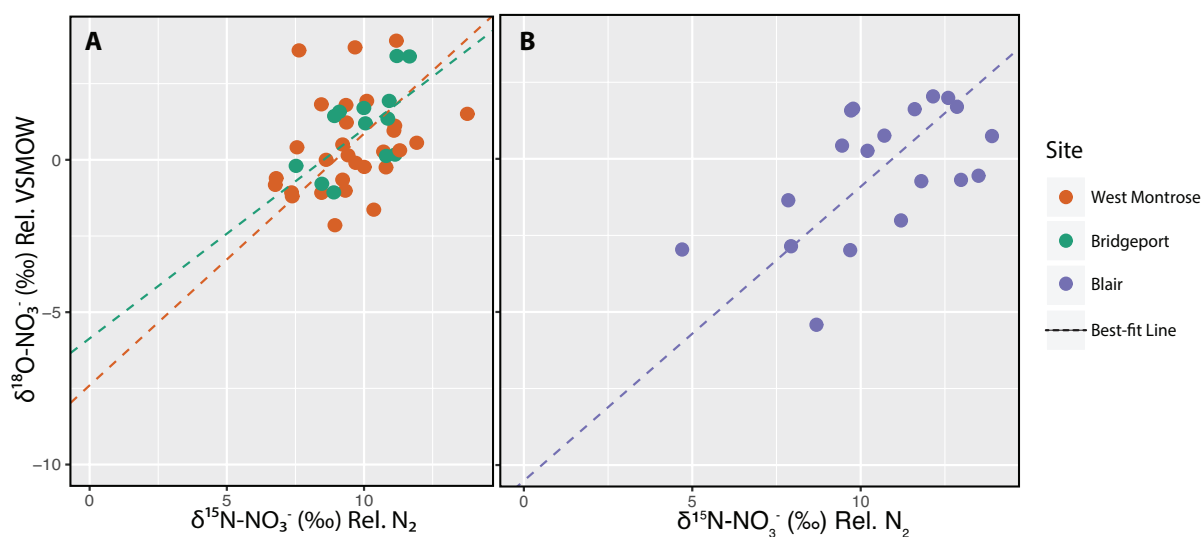 A
B
δ¹⁸O-NO₃⁻ (‰) Rel. VSMOW
0
−5
−10
0
5
10
0
5
10
δ¹⁵N-NO₃⁻ (‰) Rel. N₂
δ¹⁵N-NO₃⁻ (‰) Rel. N₂
Site
West Montrose
Bridgeport
Blair
Best-fit Line